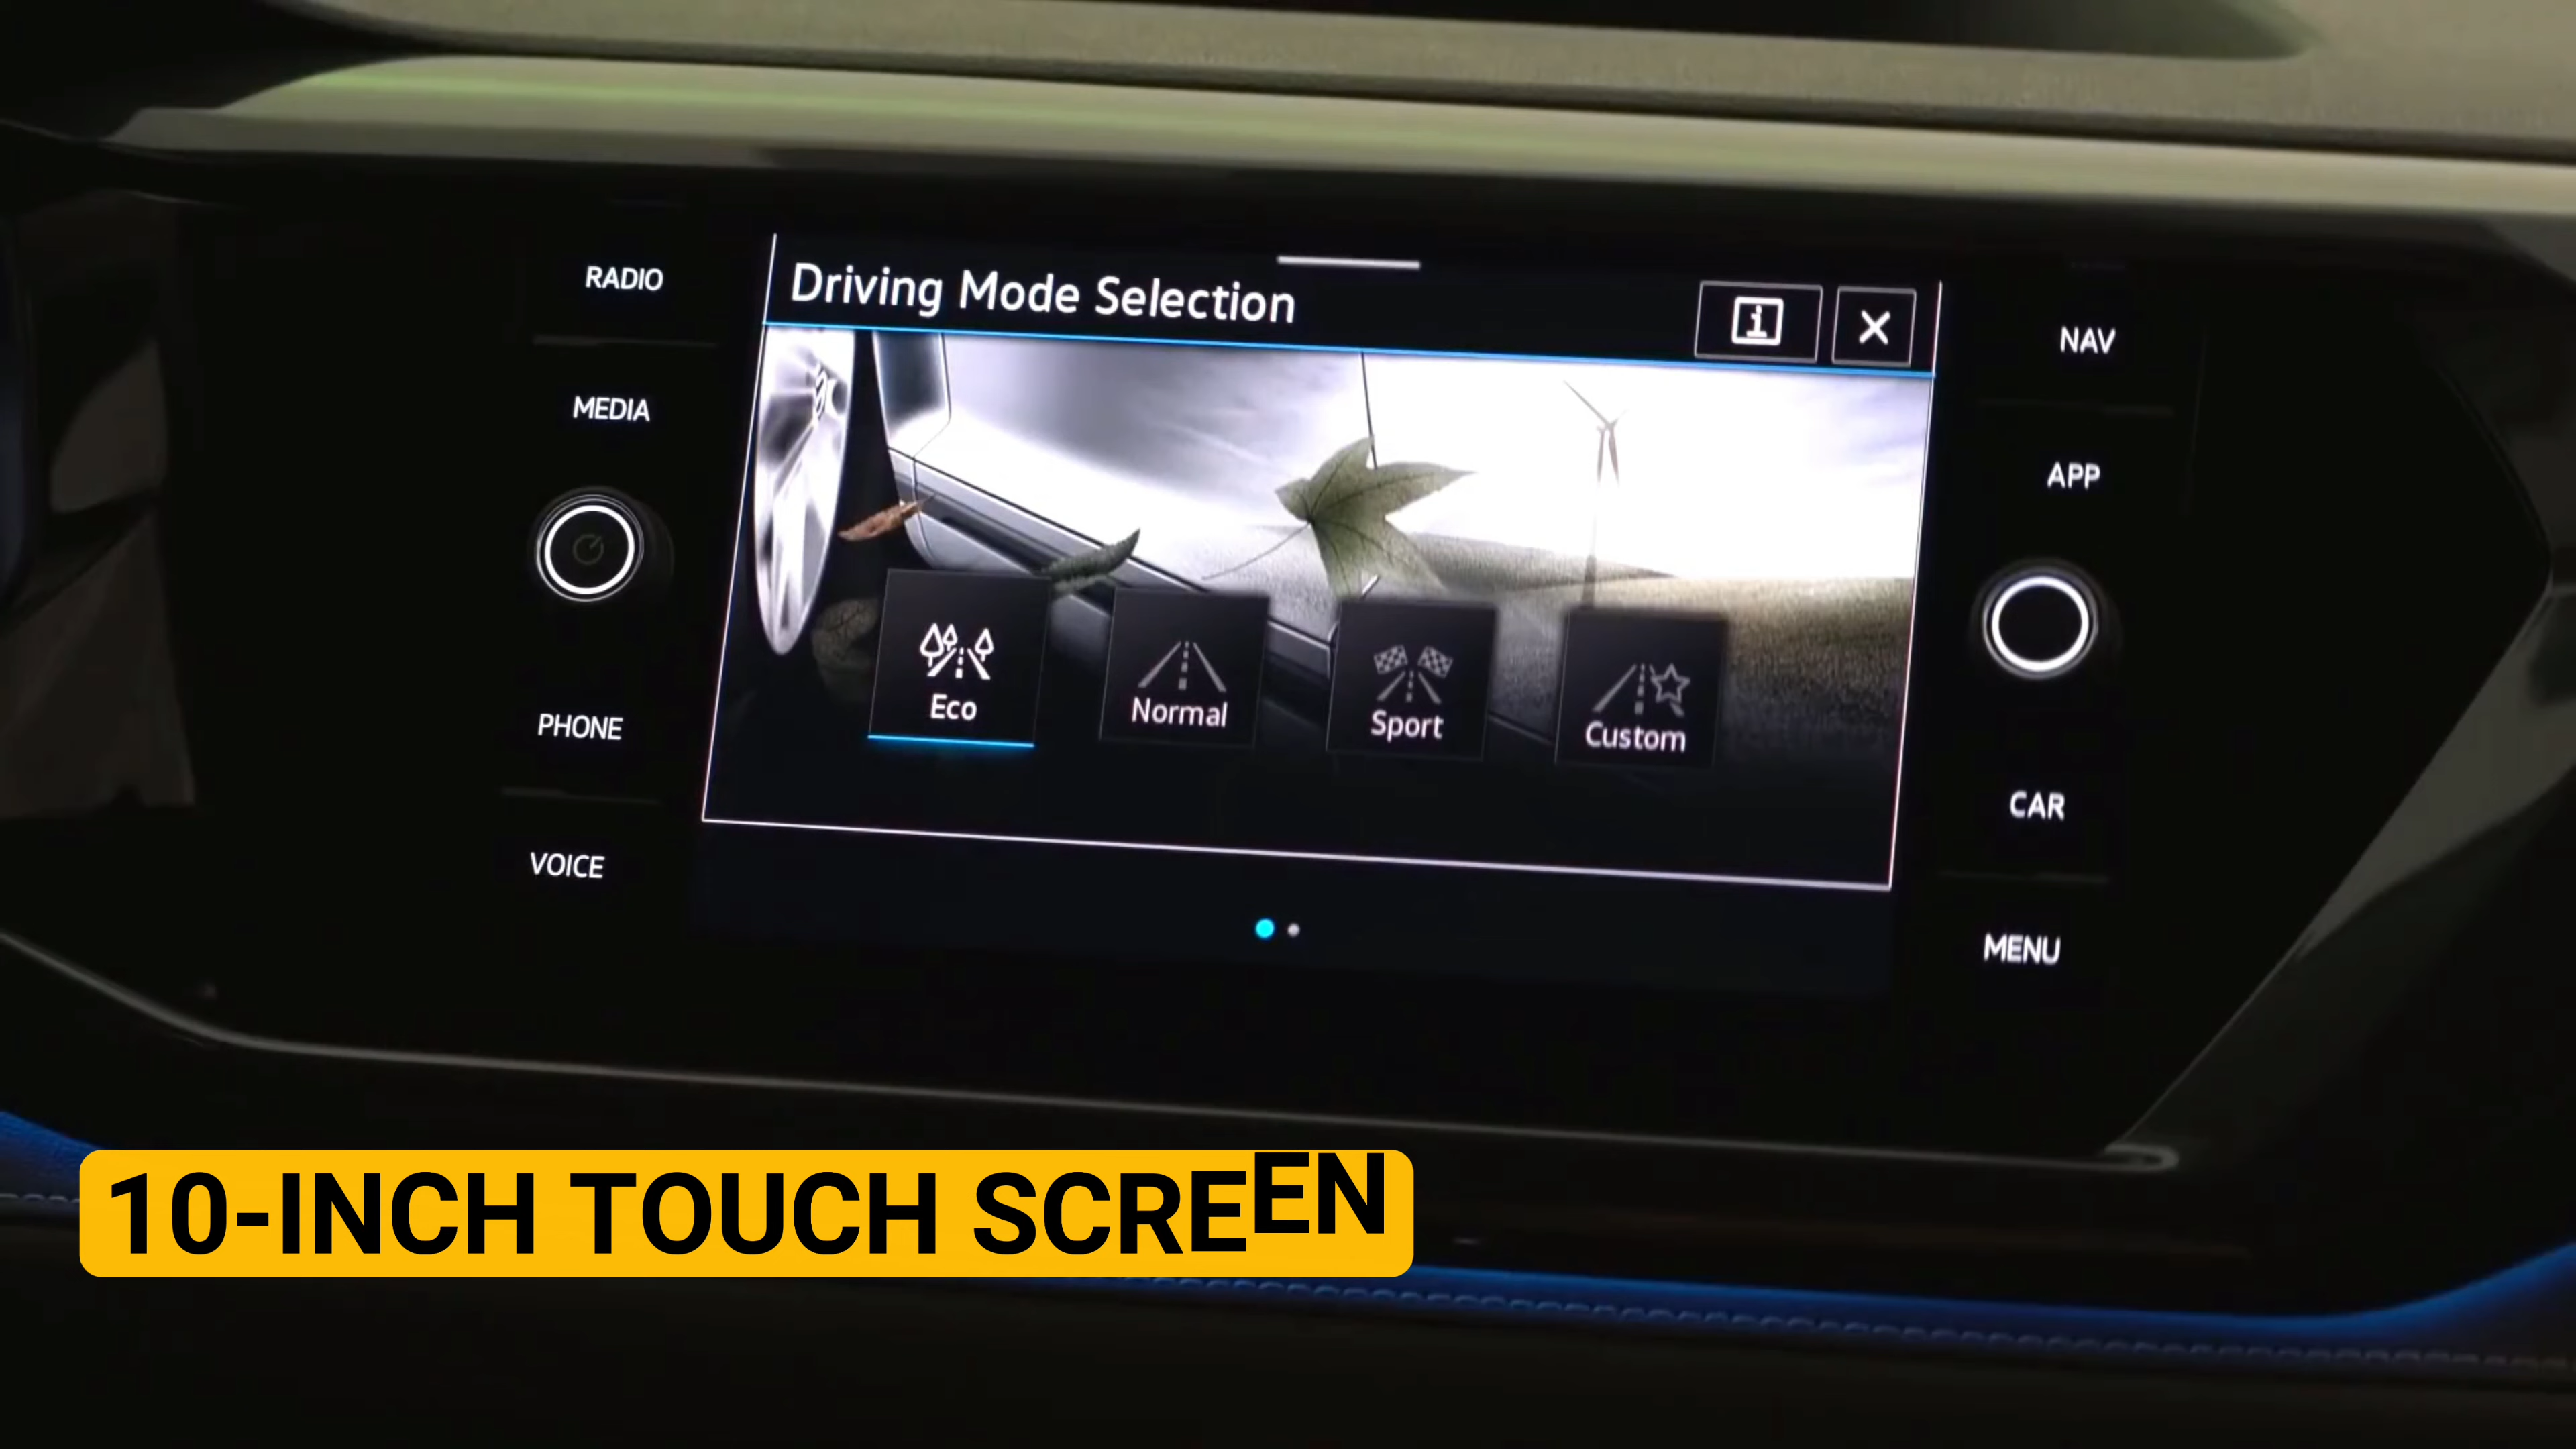 RADIO
MEDIA
PHONE
VOICE
Driving Mode Selection
i
Eco
Normal
Sport
Custom
NAV
APP
CAR
MENU
10-INCH TOUCH SCREEN